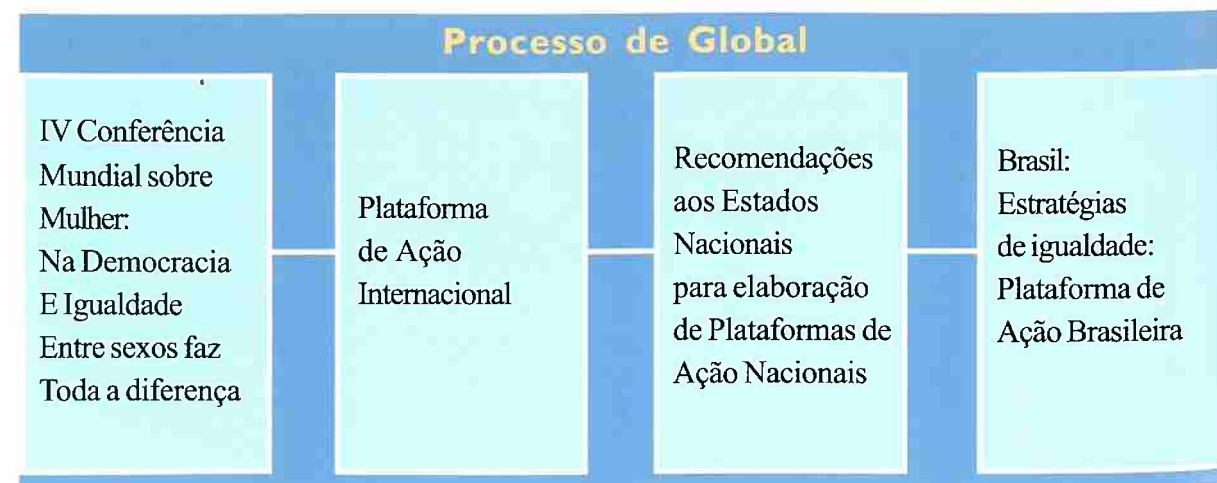 Processo de Global
IV Conferência
Mundial sobre
Mulher:
Na Democracia
E Igualdade
Entre sexos faz
Toda a diferença
Plataforma
de Ação
Internacional
Recomendações
aos Estados
Nacionais
para elaboração
de Plataformas de
Ação Nacionais
Brasil:
Estratégias
de igualdade:
Plataforma de
Ação Brasileira